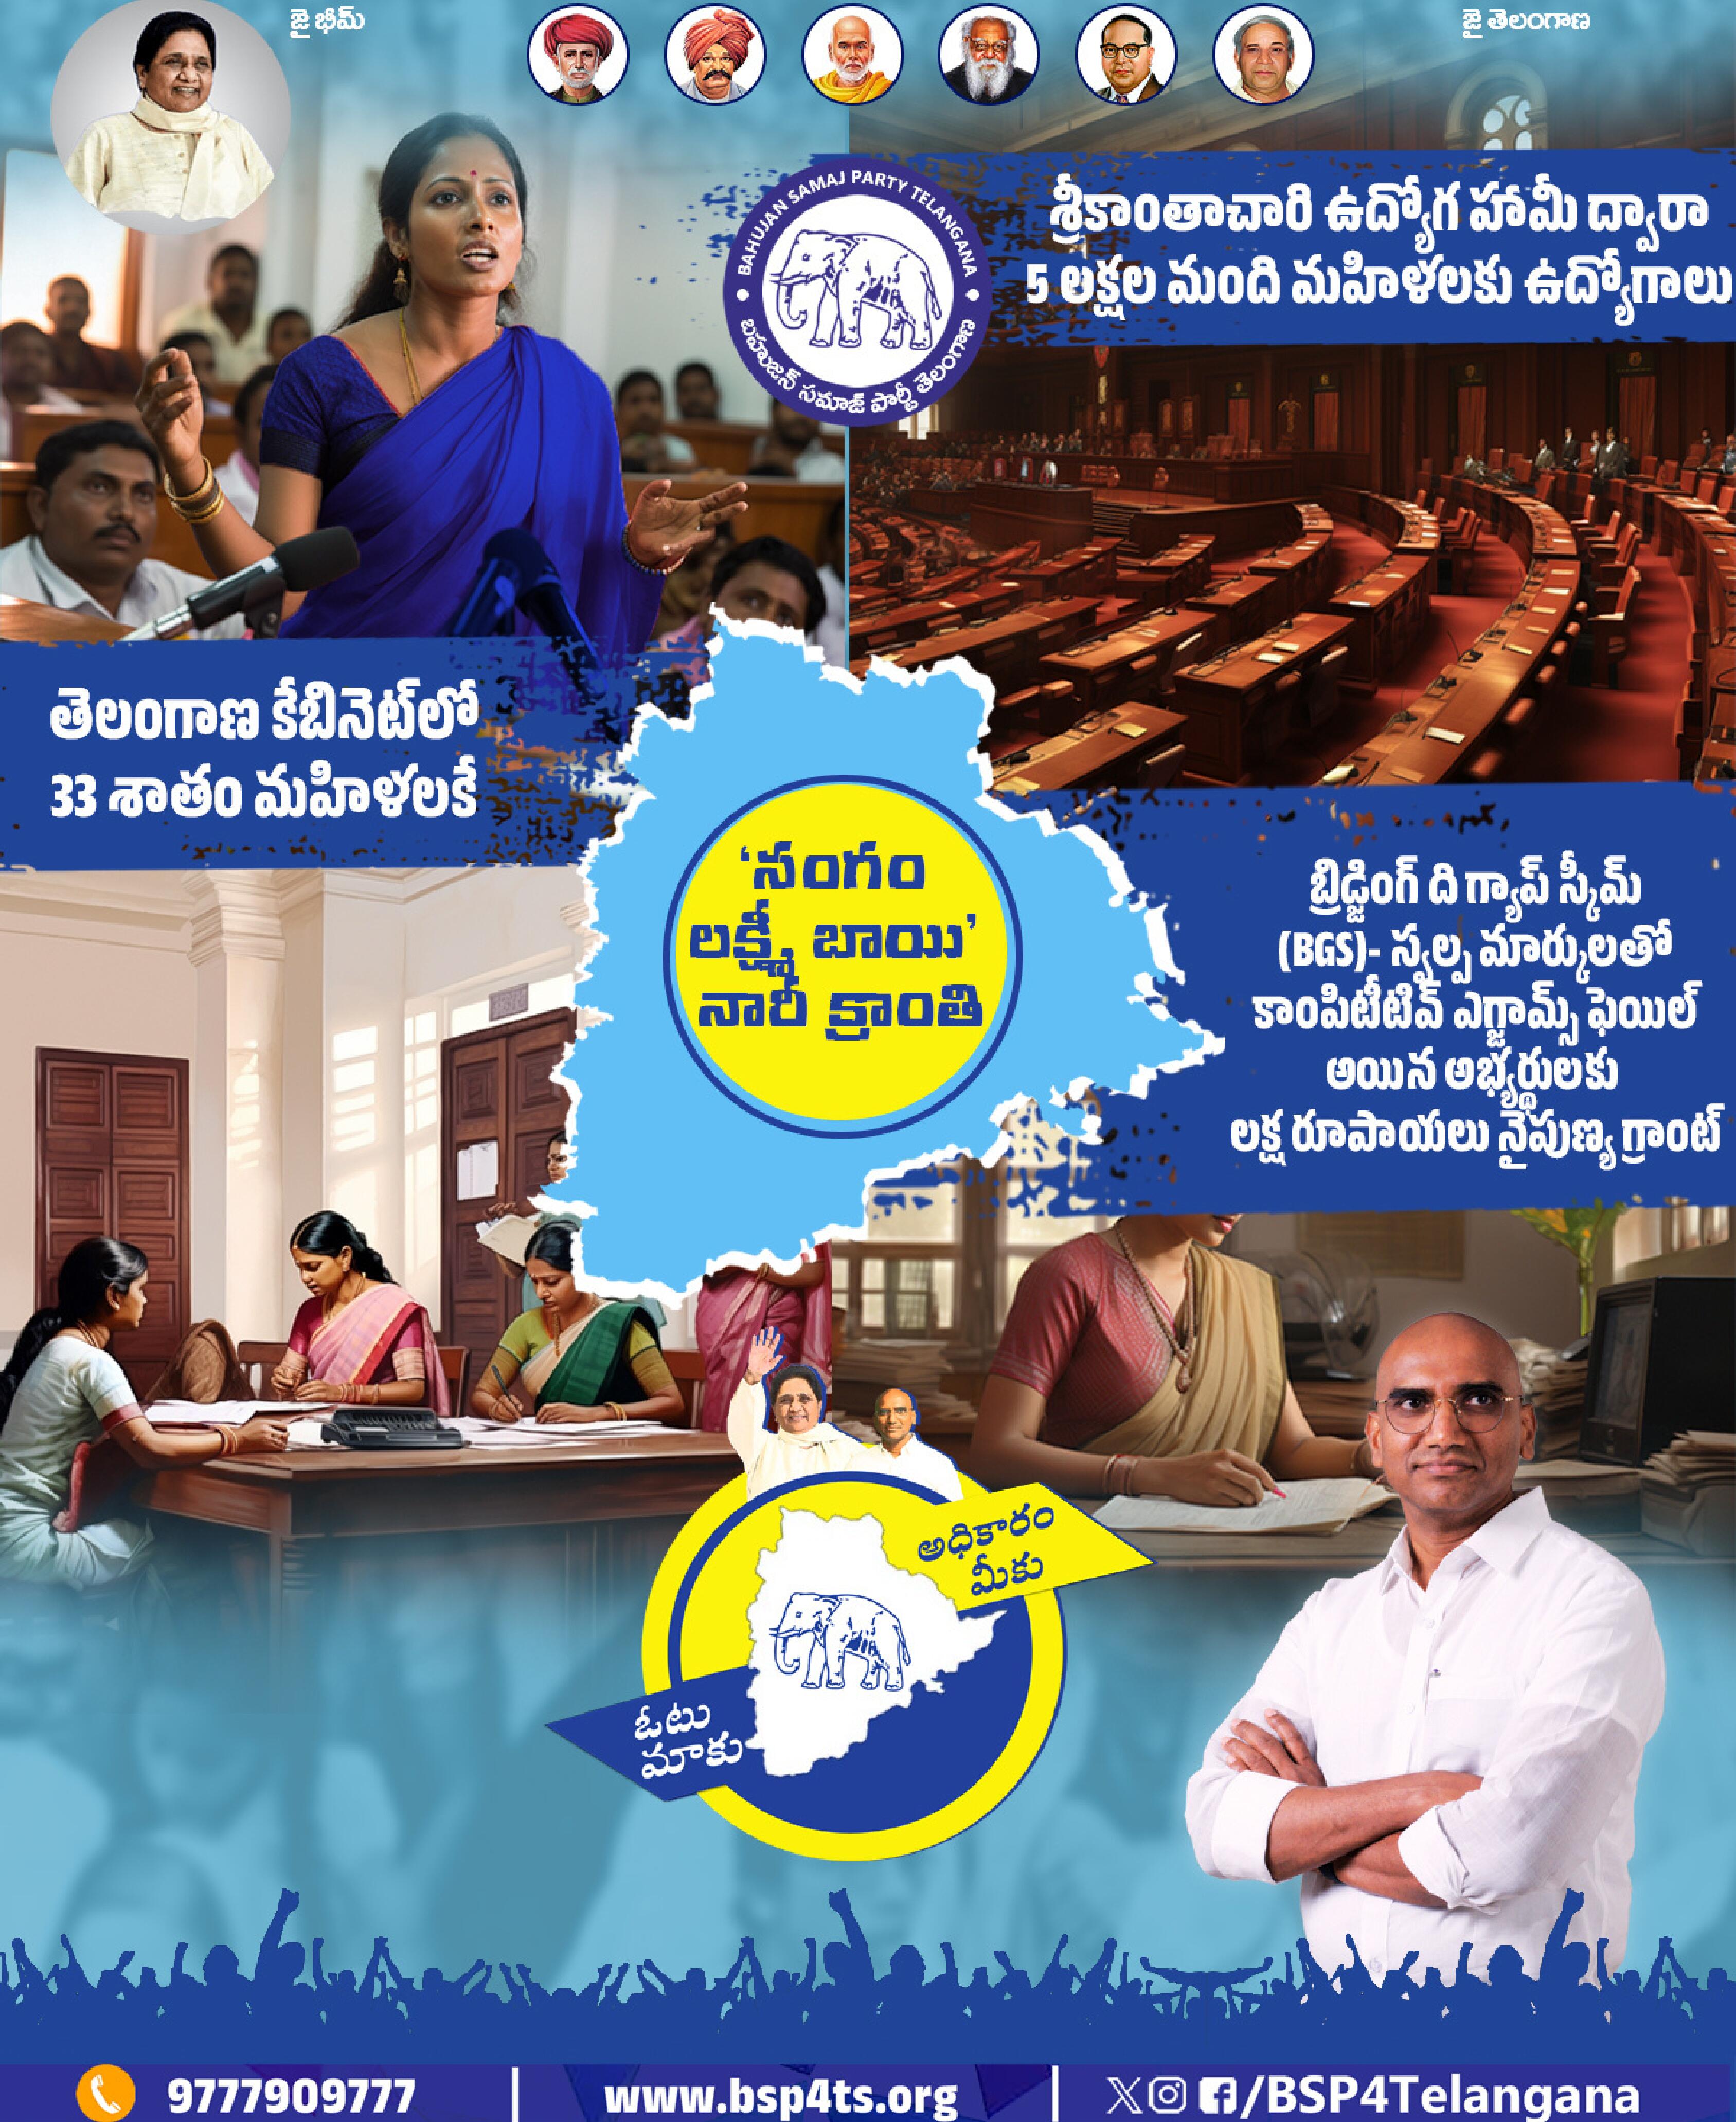 జై భీమ్
జై తెలంగాణ
BAHUJAN SAMAJ PARTY TELANGANA
బహుజన్ సమాజ్ పార్టీ తెలంగాణ
శ్రీకాంతాచారి ఉద్యోగ హామీ ద్వారా
5 లక్షల మంది మహిళలకు ఉద్యోగాలు
తెలంగాణ కేబినెట్‌లో
33 శాతం మహిళలకే
'సంగం
లక్ష్మీ బాయి'
నారీ క్రాంతి
బ్రిడ్జింగ్ ది గ్యాప్ స్కీమ్
(BGS)- స్వల్ప మార్కులతో
కాంపిటీటివ్ ఎగ్జామ్స్ ఫెయిల్
అయిన అభ్యర్థులకు
లక్ష రూపాయలు నైపుణ్య గ్రాంట్
అధికారం
మీకు
ఓటు
మాకు
9777909777 | www.bsp4ts.org | /BSP4Telangana